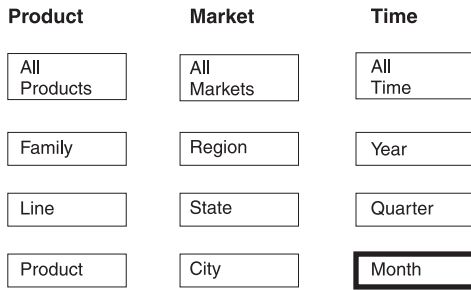 Product Market Time
All
Products
All
Markets
All
Time
Family Region Year
Line State Quarter
Product City Month